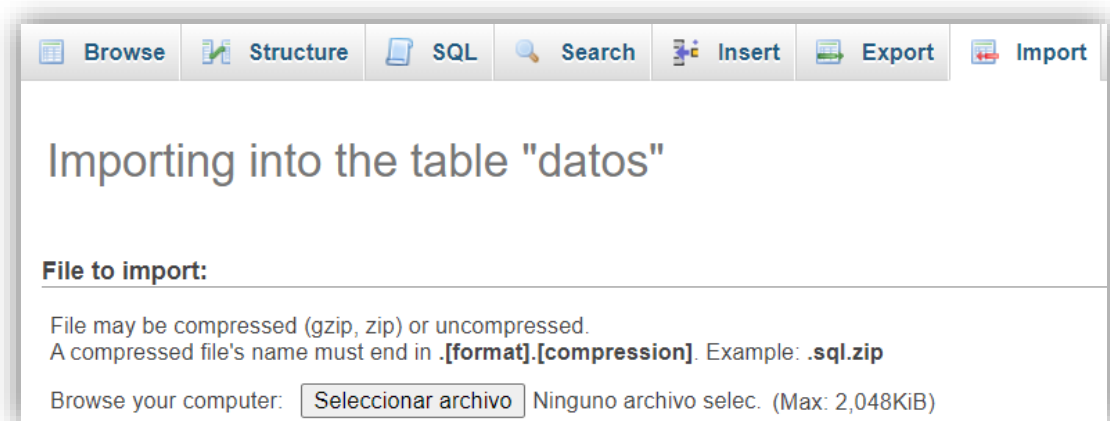 Browse Structure SQL Search Insert Export Import
Importing into the table "datos"
File to import:
File may be compressed (gzip, zip) or uncompressed.
A compressed file's name must end in .[format].[compression]. Example: .sql.zip
Browse your computer: Seleccionar archivo Ninguno archivo selec. (Max: 2,048KiB)